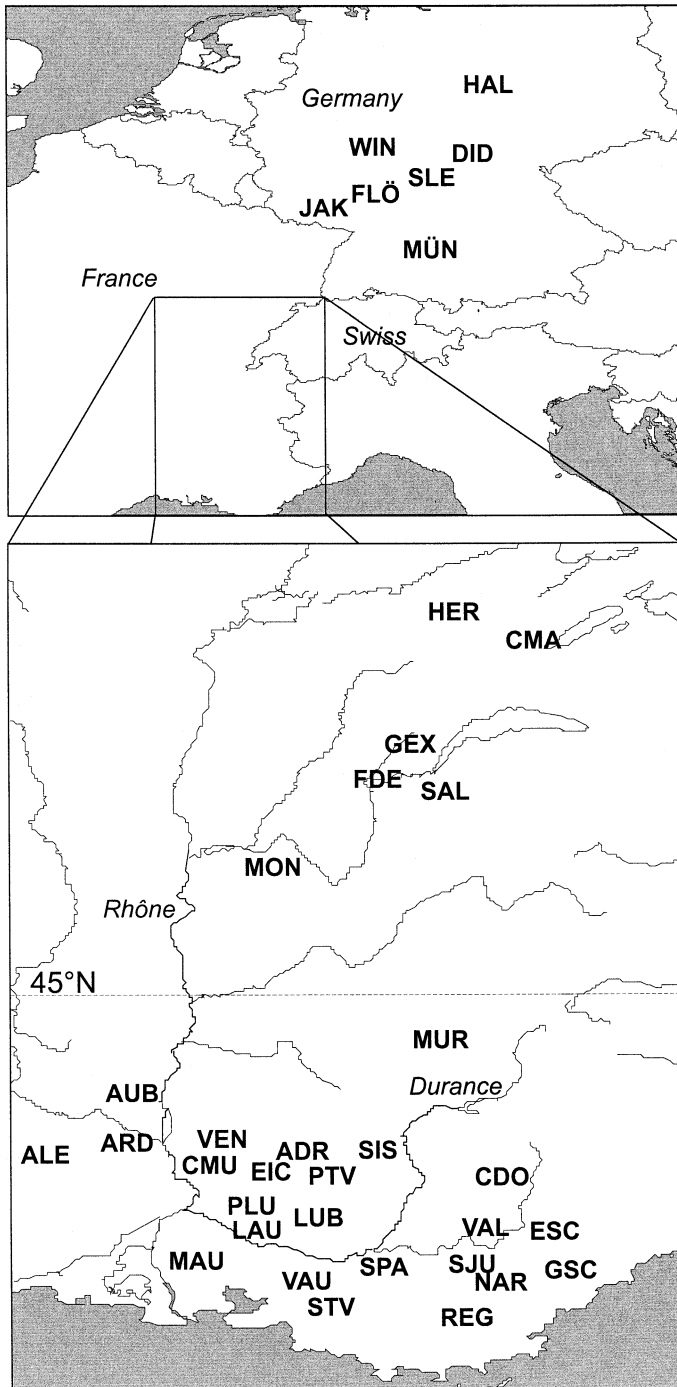 HAL
Germany
WIN
DID
SLE
FLÖ
JAK
MÜN
France
Swiss
HER
CMA
GEX
FDE
SAL
MON
Rhône
45°N
MUR
Durance
AUB
ARD
VEN
ALE
ADR
SIS
CMU
EIC
PTV
CDO
PLU
LUB
LAU
VAL
ESC
MAU
SPA
SJU
GSC
VAU
NAR
STV
REG